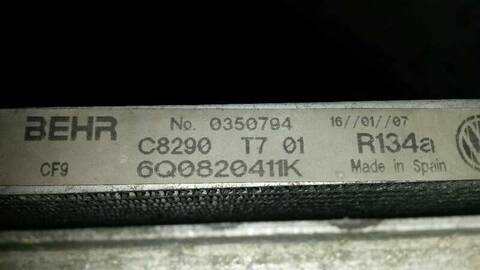 BEHR No. 0350794 16//01//07
C8290 T7 01 R134a
CF9 6Q0820411K Made in Spain